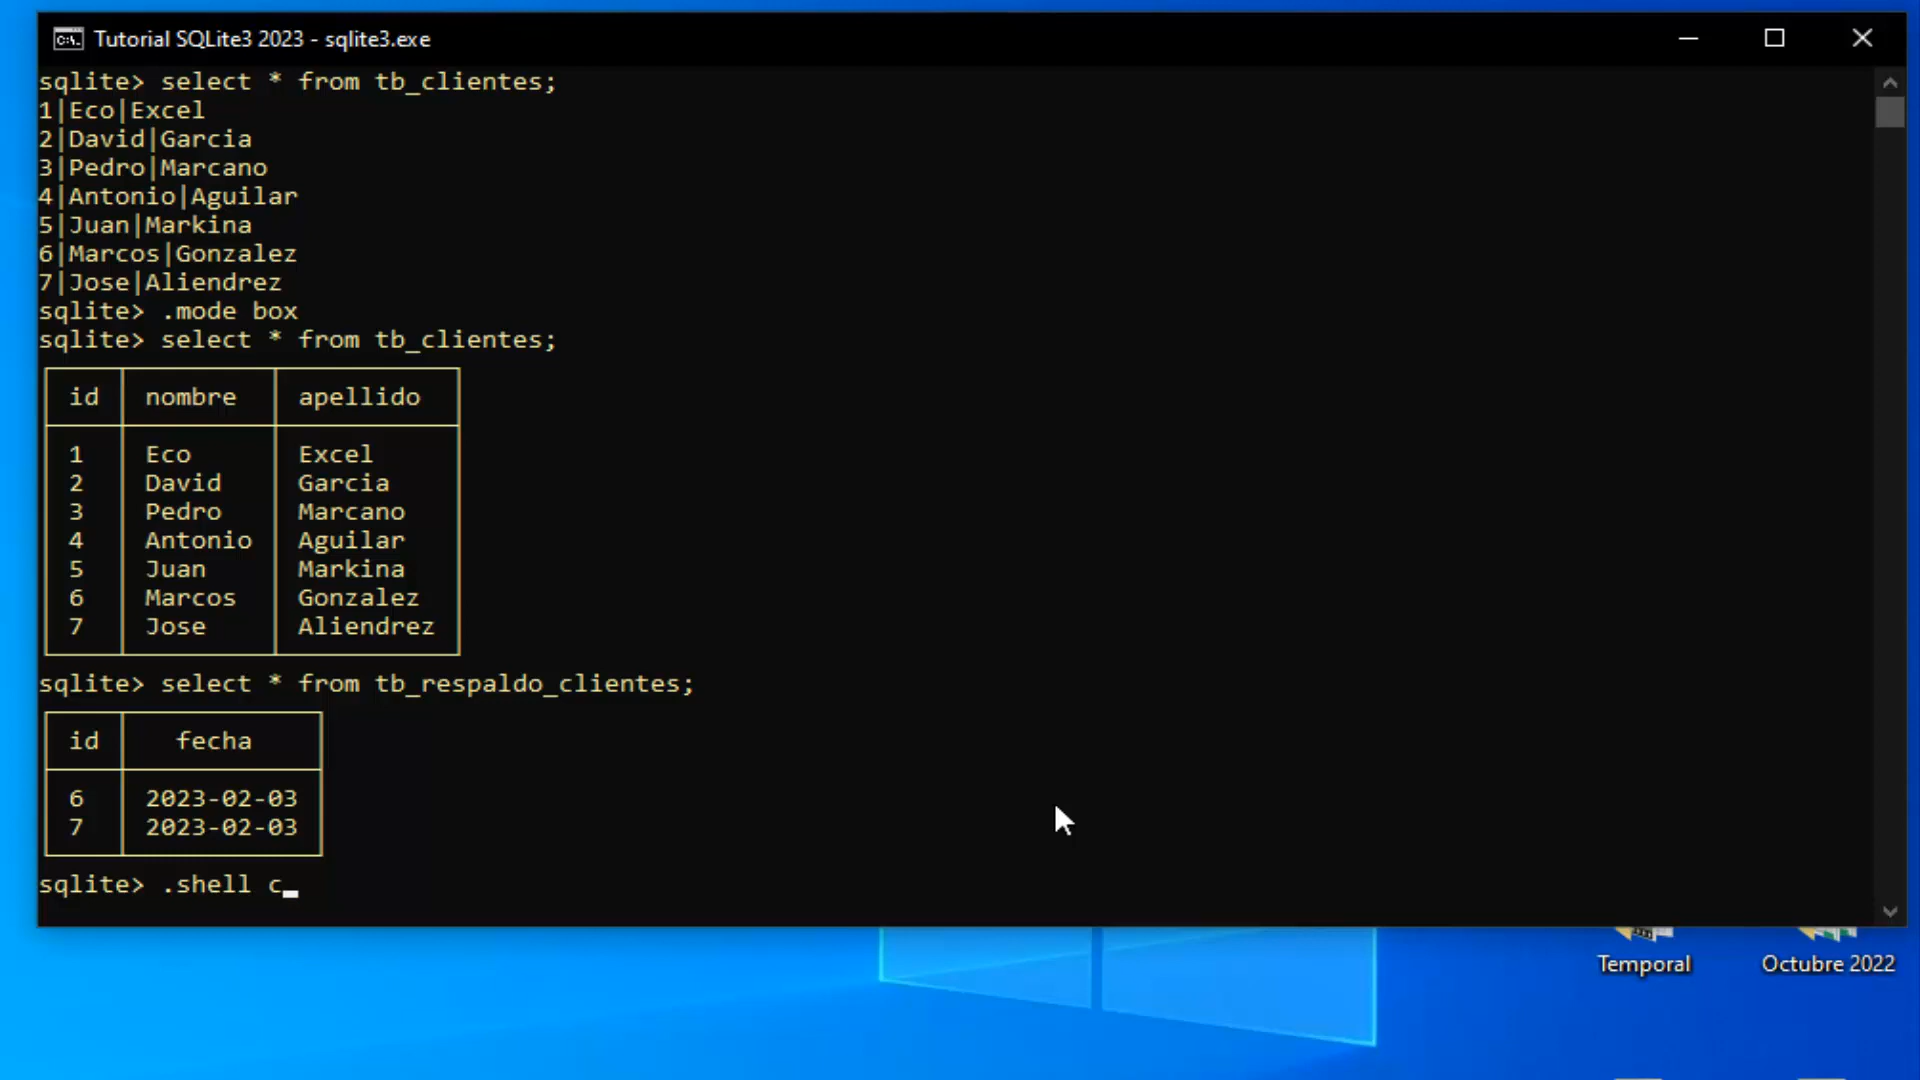 C:\.
Tutorial SQLite3 2023 - sqlite3.exe
sqlite> select * from tb_clientes;
1|Eco|Excel
2|David|Garcia
3|Pedro|Marcano
4|Antonio|Aguilar
5|Juan|Markina
6|Marcos|Gonzalez
7|Jose|Aliendrez
sqlite> .mode box
sqlite> select * from tb_clientes;
id nombre apellido
1 Eco Excel
2 David Garcia
3 Pedro Marcano
4 Antonio Aguilar
5 Juan Markina
6 Marcos Gonzalez
7 Jose Aliendrez
sqlite> select * from tb_respaldo_clientes;
id fecha
6 2023-02-03
7 2023-02-03
sqlite> .shell c
Temporal
Octubre 2022